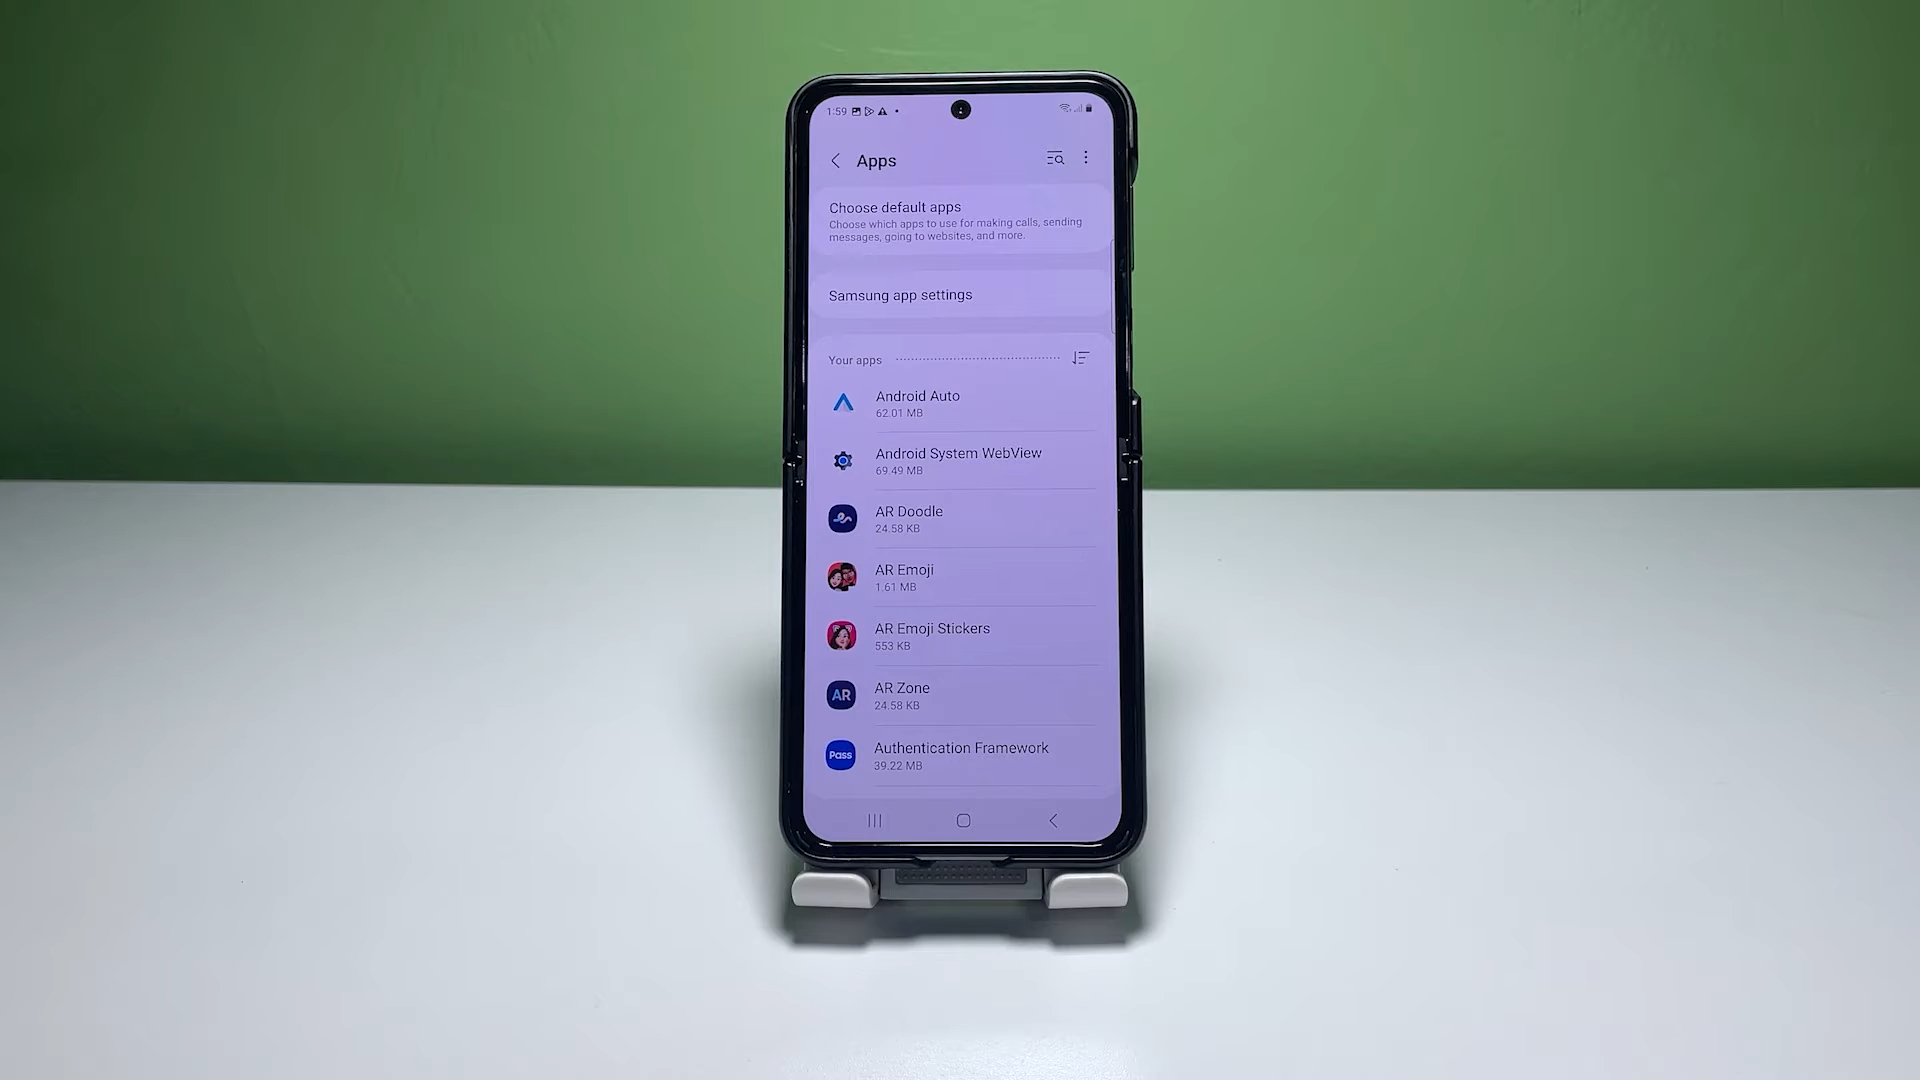 1:59
Apps
Choose default apps
Choose which apps to use for making calls, sending
messages, going to websites, and more.
Samsung app settings
Your apps
Android Auto
62.01 MB
Android System WebView
69.49 MB
AR Doodle
24.58 KB
AR Emoji
1.61 MB
AR Emoji Stickers
553 KB
AR
AR Zone
24.58 KB
Pass
Authentication Framework
39.22 MB